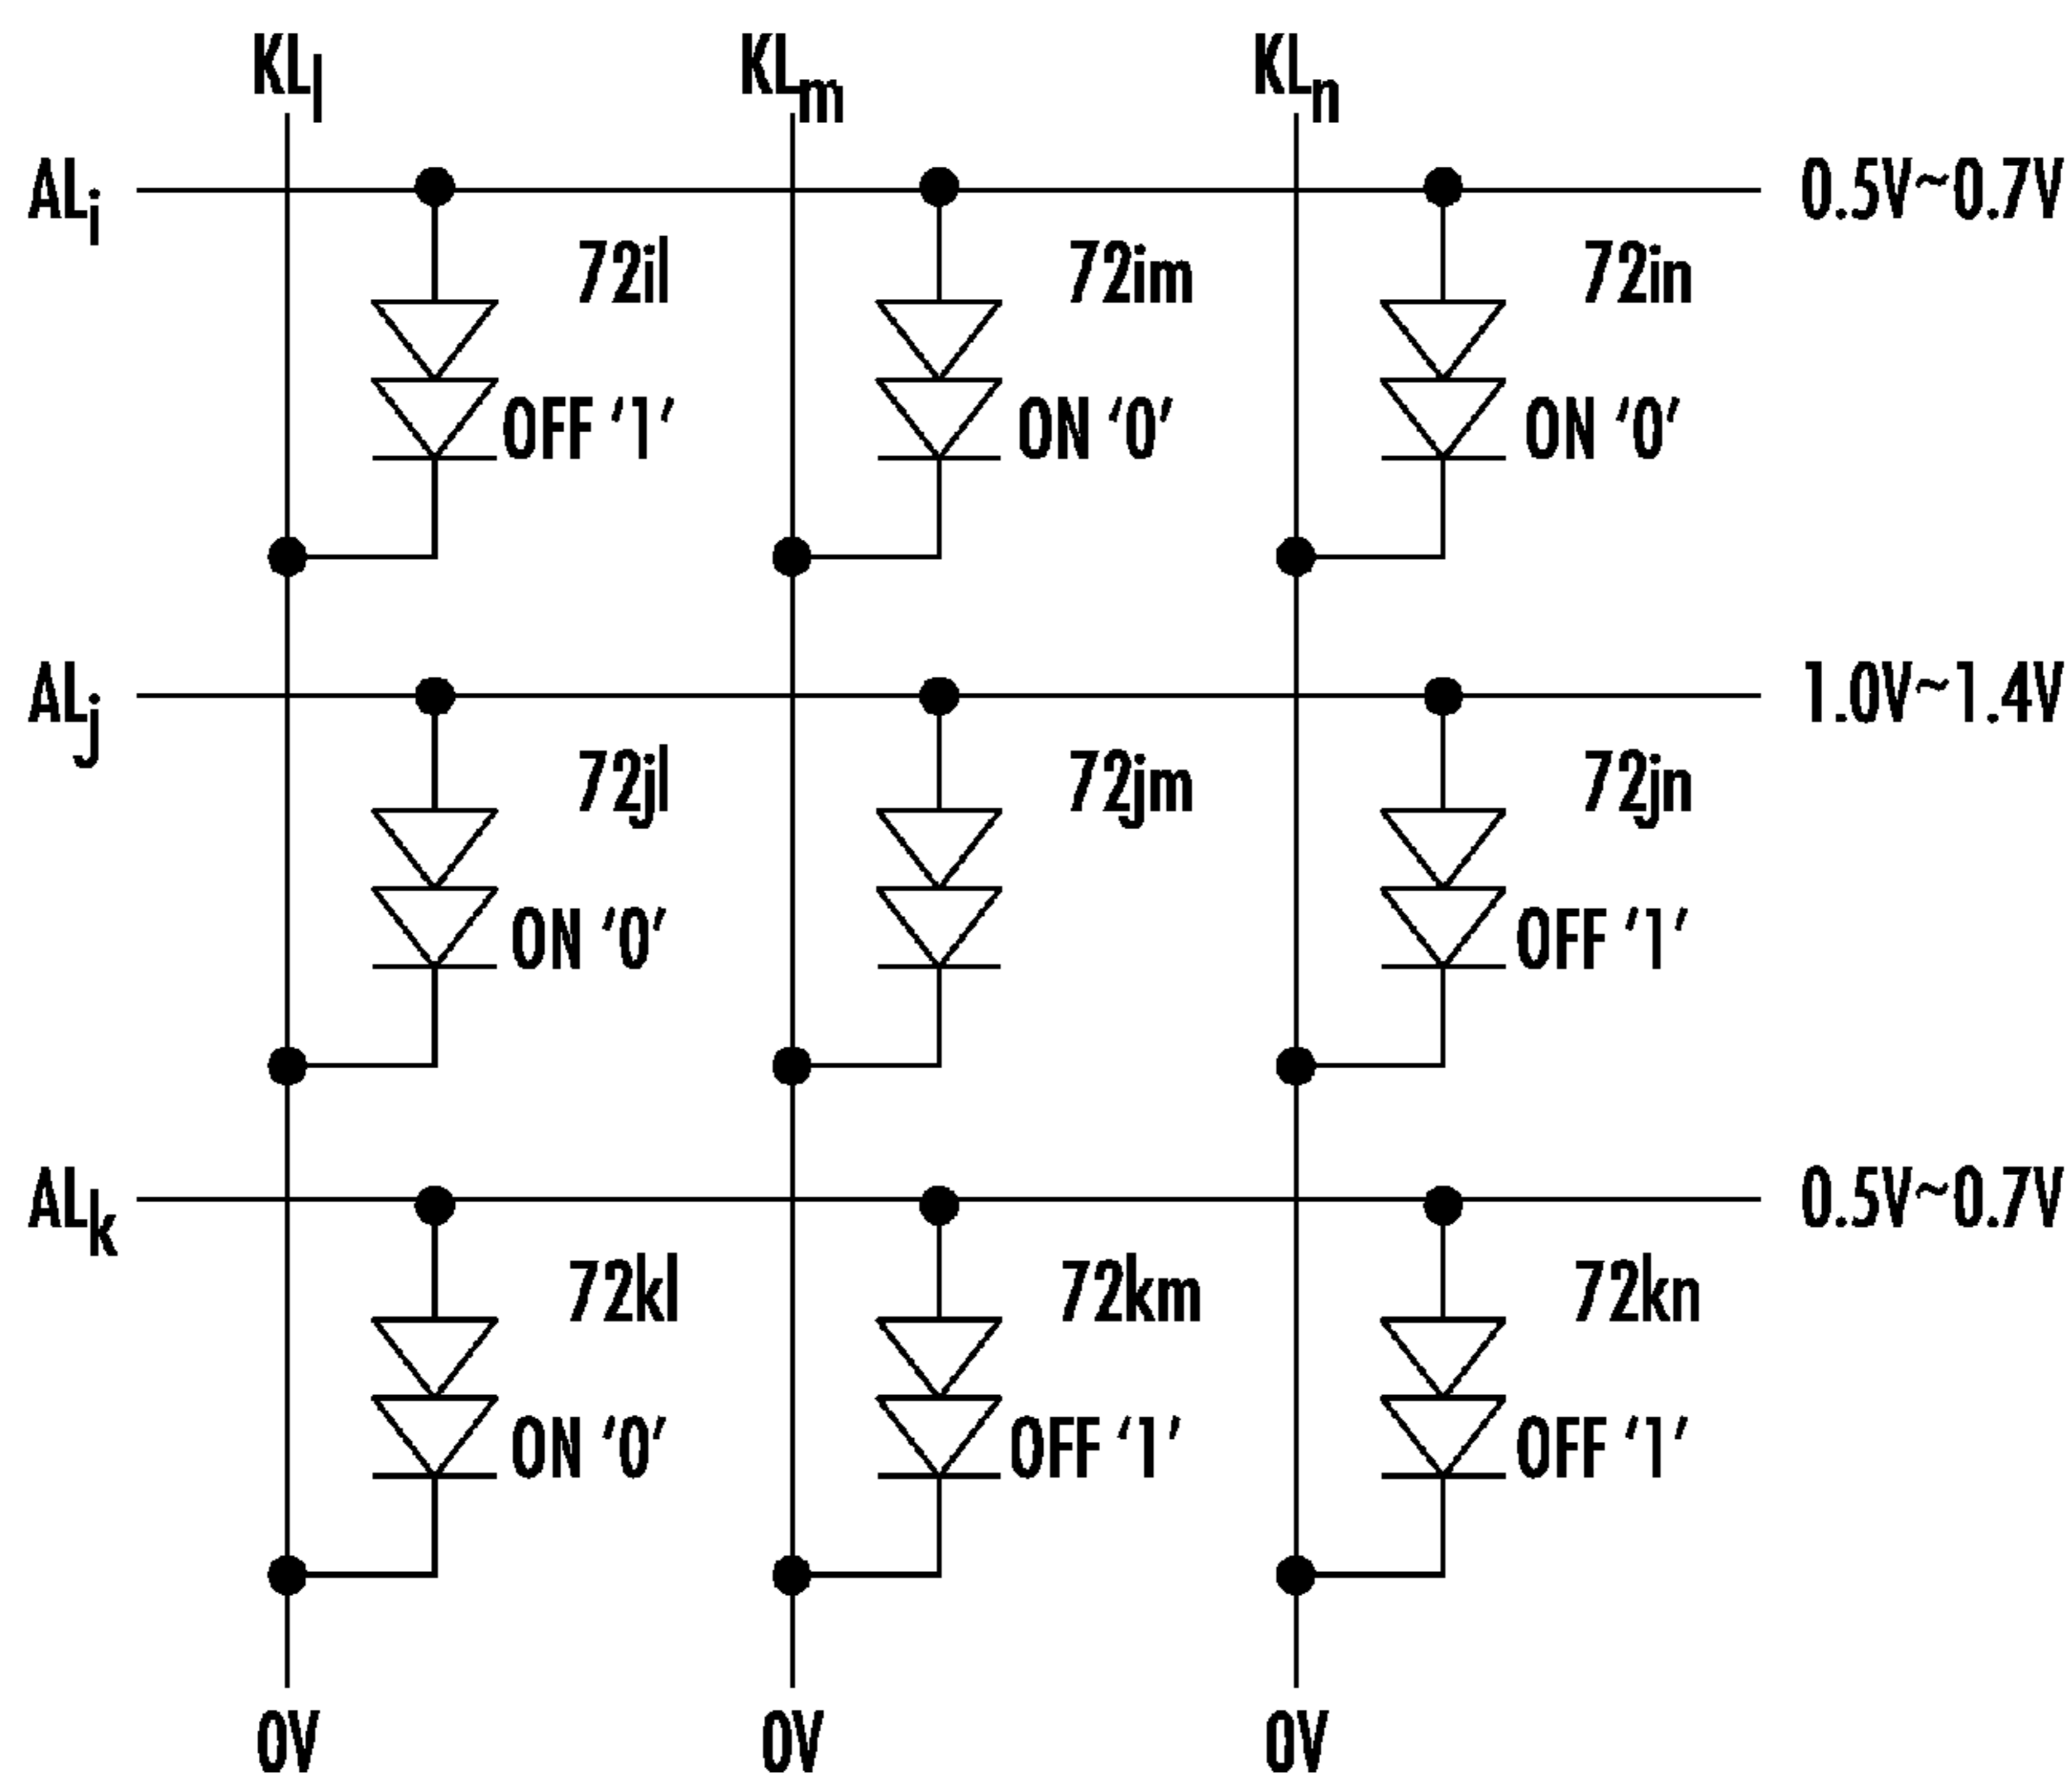 KLl KLm KLn
ALi 0.5V~0.7V
72il 72im 72in
OFF ‘1’ ON ‘0’ ON ‘0’
ALj 1.0V~1.4V
72jl 72jm 72jn
ON ‘0’ OFF ‘1’
ALk 0.5V~0.7V
72kl 72km 72kn
ON ‘0’ OFF ‘1’ OFF ‘1’
0V 0V 0V